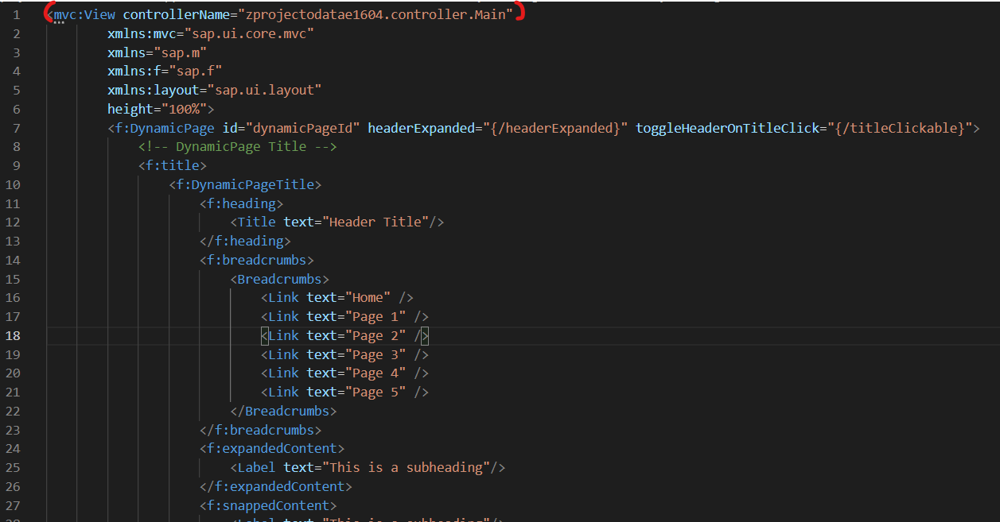 1 <mvc:View controllerName="zprojectodatae1604.controller.Main"
2 xmlns:mvc="sap.ui.core.mvc"
3 xmlns="sap.m"
4 xmlns:f="sap.f"
5 xmlns:layout="sap.ui.layout"
6 height="100%">
7 <f:DynamicPage id="dynamicPageId" headerExpanded="{/headerExpanded}" toggleHeaderOnTitleClick="{/titleClickable}">
8 <!-- DynamicPage Title -->
9 <f:title>
10 <f:DynamicPageTitle>
11 <f:heading>
12 <Title text="Header Title"/>
13 </f:heading>
14 <f:breadcrumbs>
15 <Breadcrumbs>
16 <Link text="Home" />
17 <Link text="Page 1" />
18 <Link text="Page 2" />
19 <Link text="Page 3" />
20 <Link text="Page 4" />
21 <Link text="Page 5" />
22 </Breadcrumbs>
23 </f:breadcrumbs>
24 <f:expandedContent>
25 <Label text="This is a subheading"/>
26 </f:expandedContent>
27 <f:snappedContent>
28 <Label text="This is a subheading"/>